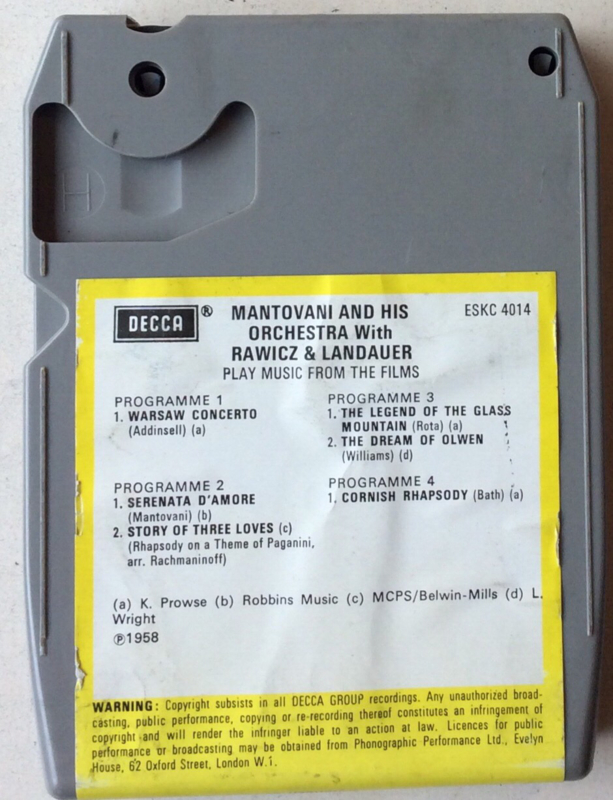 H
DECCA ®
MANTOVANI AND HIS
ORCHESTRA With
RAWICZ & LANDAUER
PLAY MUSIC FROM THE FILMS
ESKC 4014
PROGRAMME 1
1. WARSAW CONCERTO
(Addinsell) (a)
PROGRAMME 2
1. SERENATA D'AMORE
(Mantovani) (b)
2. STORY OF THREE LOVES (c)
(Rhapsody on a Theme of Paganini,
arr. Rachmaninoff)
PROGRAMME 3
1. THE LEGEND OF THE GLASS
MOUNTAIN (Rota) (a)
2. THE DREAM OF OLWEN
(Williams) (d)
PROGRAMME 4
1. CORNISH RHAPSODY (Bath) (a)
(a) K. Prowse (b) Robbins Music (c) MCPS/Belwin-Mills (d) L.
Wright
℗1958
WARNING: Copyright subsists in all DECCA GROUP recordings. Any unauthorized broad-
casting, public performance, copying or re-recording thereof constitutes an infringement of
copyright and will render the infringer liable to an action at law. Licences for public
performance or broadcasting may be obtained from Phonographic Performance Ltd., Evelyn
House, 62 Oxford Street, London W.1.